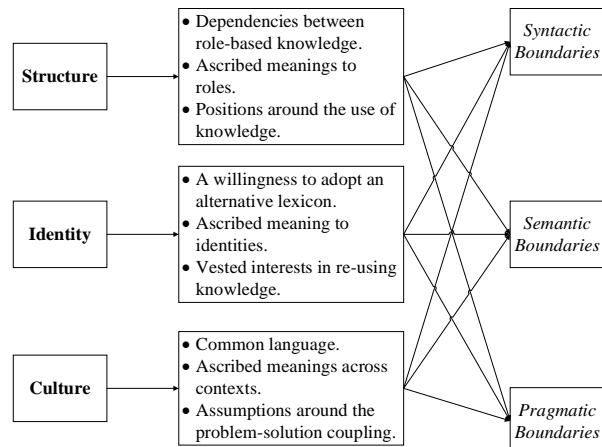 Structure
• Dependencies between
role-based knowledge.
• Ascribed meanings to
roles.
• Positions around the use of
knowledge.
Syntactic
Boundaries
Identity
• A willingness to adopt an
alternative lexicon.
• Ascribed meaning to
identities.
• Vested interests in re-using
knowledge.
Semantic
Boundaries
Culture
• Common language.
• Ascribed meanings across
contexts.
• Assumptions around the
problem-solution coupling.
Pragmatic
Boundaries